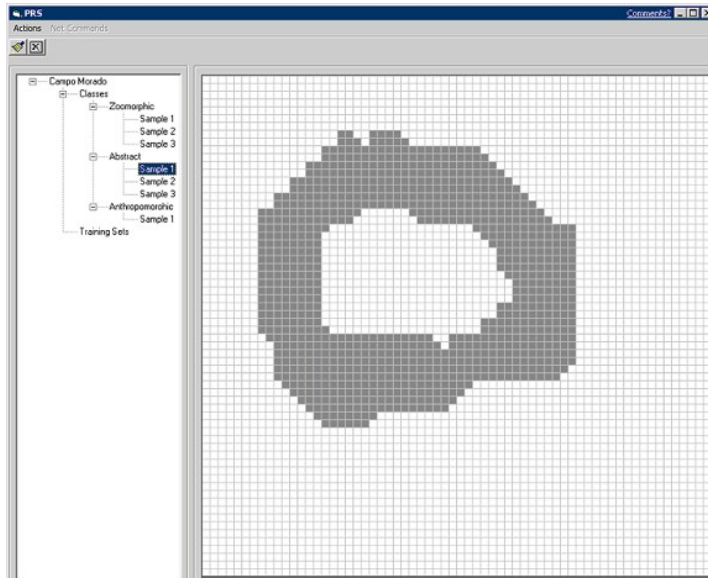 PRS
Comments?
Actions Net Commands
Campo Morado
Classes
Zoomorphic
Sample 1
Sample 2
Sample 3
Abstract
Sample 1
Sample 2
Sample 3
Anthropomorphic
Sample 1
Training Sets